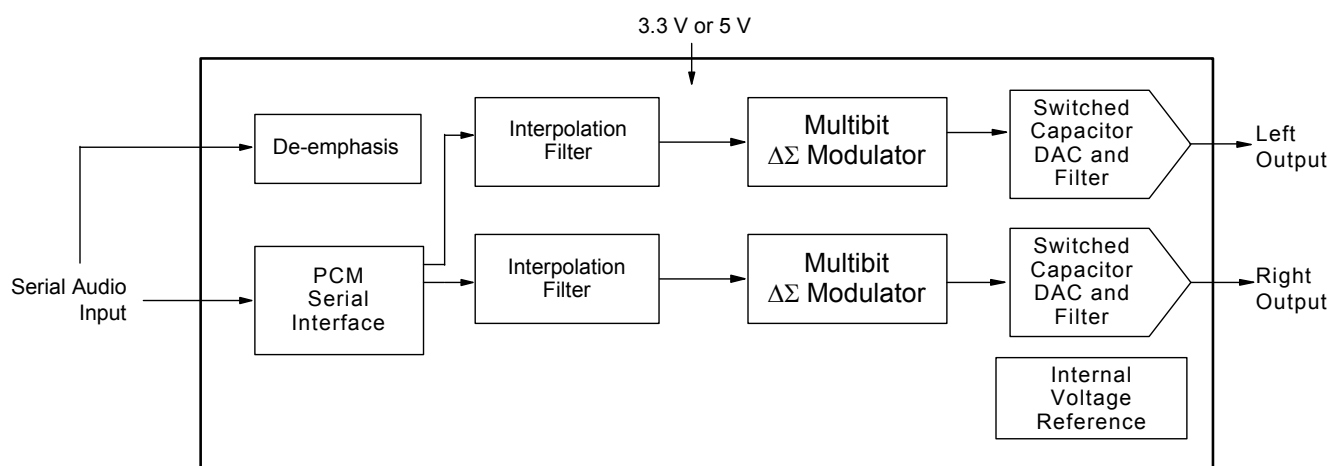 3.3 V or 5 V
De-emphasis
Interpolation
Filter
Multibit
ΔΣ Modulator
Switched
Capacitor
DAC and
Filter
Left
Output
Serial Audio
Input
PCM
Serial
Interface
Interpolation
Filter
Multibit
ΔΣ Modulator
Switched
Capacitor
DAC and
Filter
Right
Output
Internal
Voltage
Reference